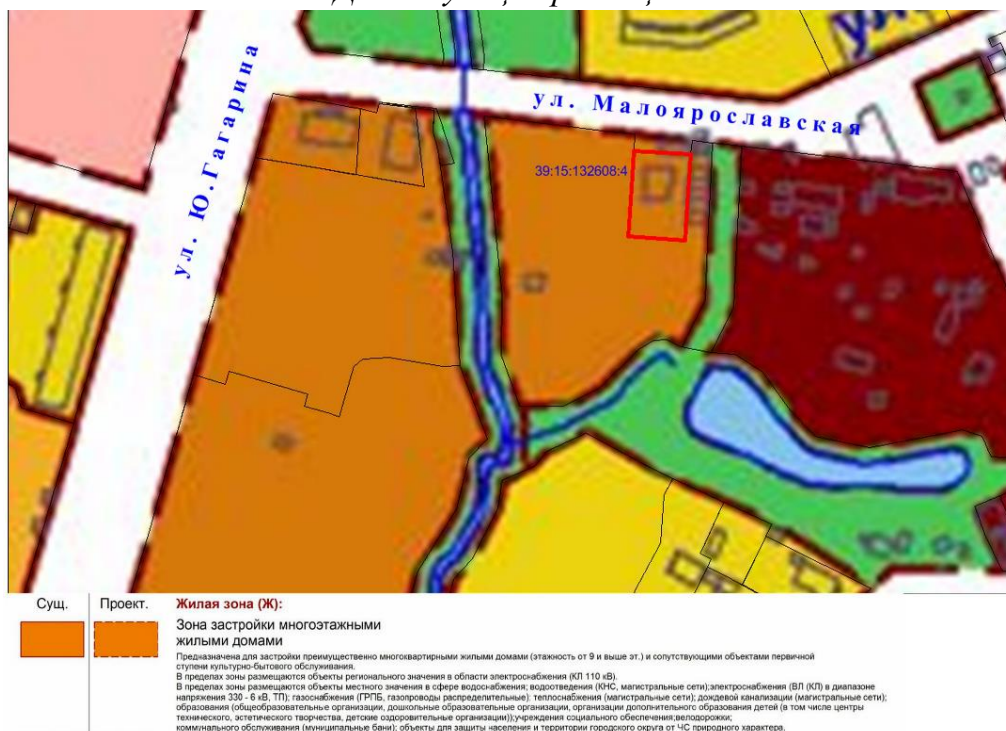 ул. Малоярославская
ул. Ю.Гагарина
39:15:132608:4
Сущ. Проект. Жилая зона (Ж):
Зона застройки многоэтажными
жилыми домами
Предназначена для застройки преимущественно многоквартирными жилыми домами (этажность от 9 и выше эт.) и сопутствующими объектами первичной
ступени культурно-бытового обслуживания.
В пределах зоны размещаются объекты регионального значения в области электроснабжения (КЛ 110 кВ).
В пределах зоны размещаются объекты местного значения в сфере водоснабжения; водоотведения (КНС, магистральные сети);электроснабжения (ВЛ (КЛ) в диапазоне
напряжения 330 - 6 кВ, ТП); газоснабжения (ГРПБ, газопроводы распределительные); теплоснабжения (магистральные сети); дождевой канализации (магистральные сети);
образования (общеобразовательные организации, дошкольные образовательные организации, организации дополнительного образования детей (в том числе центры
технического, эстетического творчества, детские оздоровительные организации));учреждения социального обеспечения;велодорожки;
коммунального обслуживания (муниципальные бани); объекты для защиты населения и территории городского округа от ЧС природного характера.